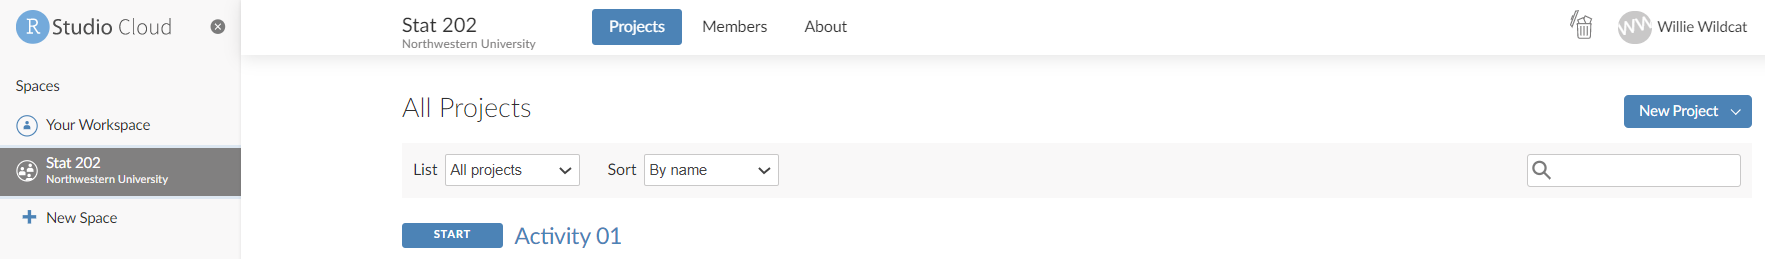 R Studio Cloud
Spaces
Your Workspace
Stat 202
Northwestern University
New Space
Stat 202
Northwestern University
Projects
Members
About
WW
Willie Wildcat
All Projects
New Project
List
All projects
Sort
By name
START
Activity 01